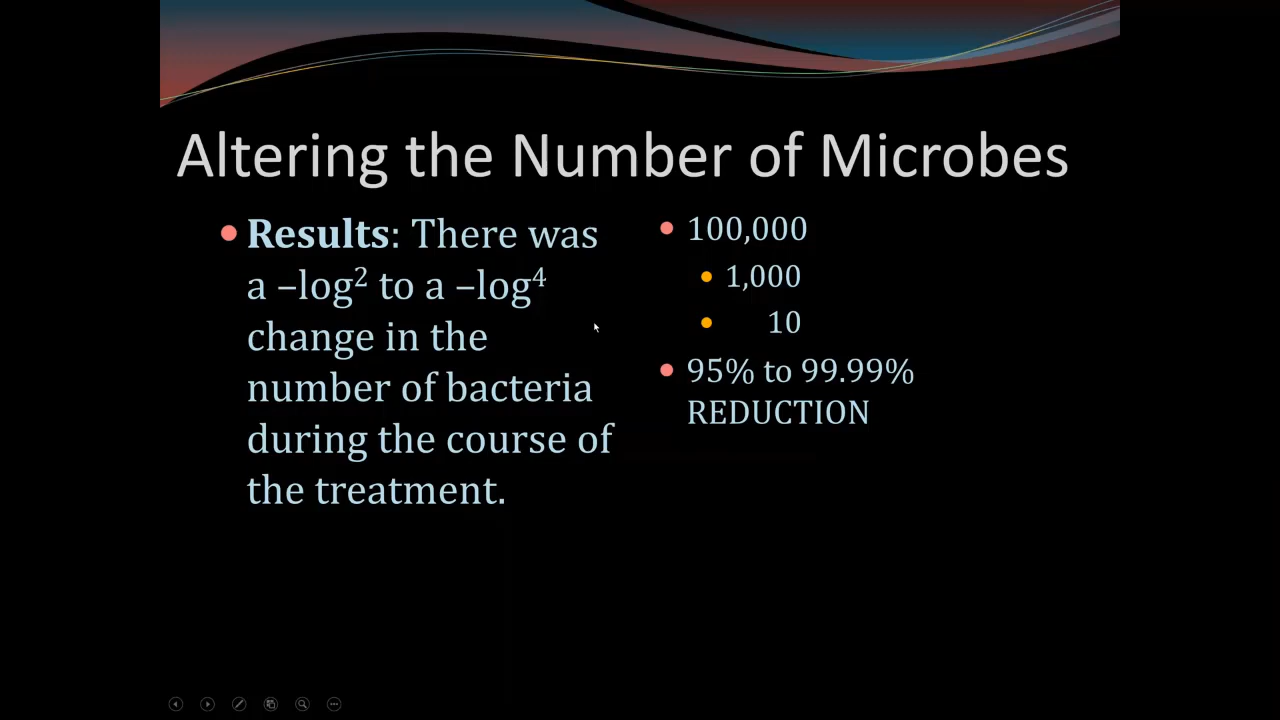 Altering the Number of Microbes
Results: There was
a –log² to a –log⁴
change in the
number of bacteria
during the course of
the treatment.
100,000
1,000
10
95% to 99.99%
REDUCTION